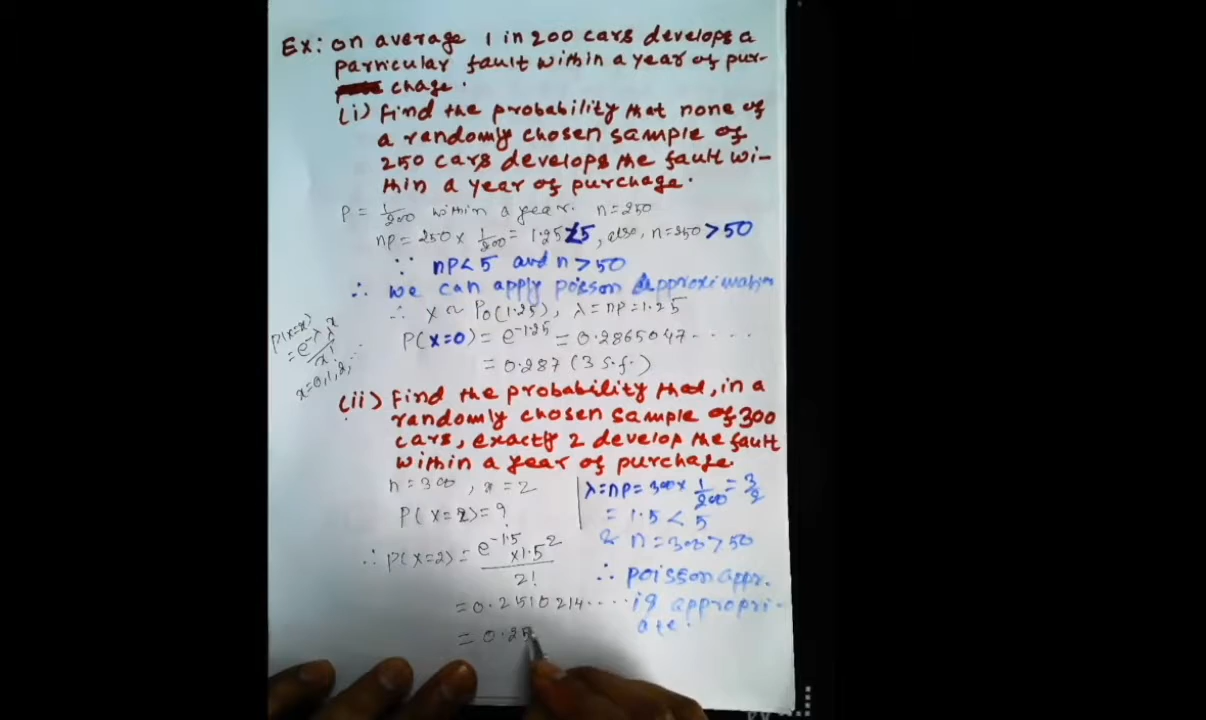 Ex: on average 1 in 200 cars develops a
particular fault within a year of pur-
chage.
(i) Find the probability that none of
a randomly chosen sample of
250 cars develops the fault wi-
thin a year of purchage.
P = 1/200 within a year. n=250
np = 250 × 1/200 = 1.25 < 5, also, n=250 > 50
∵ np < 5 and n > 50
∴ we can apply poisson Approximation
∴ X ~ Po(1.25), λ = np = 1.25
P(X=0) = e^-1.25 = 0.2865047....
= 0.287 (3 s.f.)
P(X=x)
= e^-λ λ^x / x!
x=0,1,2,...
(ii) Find the probability that, in a
randomly chosen sample of 300
cars, exactly 2 develop the fault
within a year of purchage.
n = 300, x = 2
P(X=2) = ?
∴ P(X=2) = e^-1.5 × 1.5^2 / 2!
= 0.2510214....
= 0.25
λ = np = 300 × 1/200 = 3/2
= 1.5 < 5
& n = 300 > 50
∴ poisson appr.
is appropri-
ate.